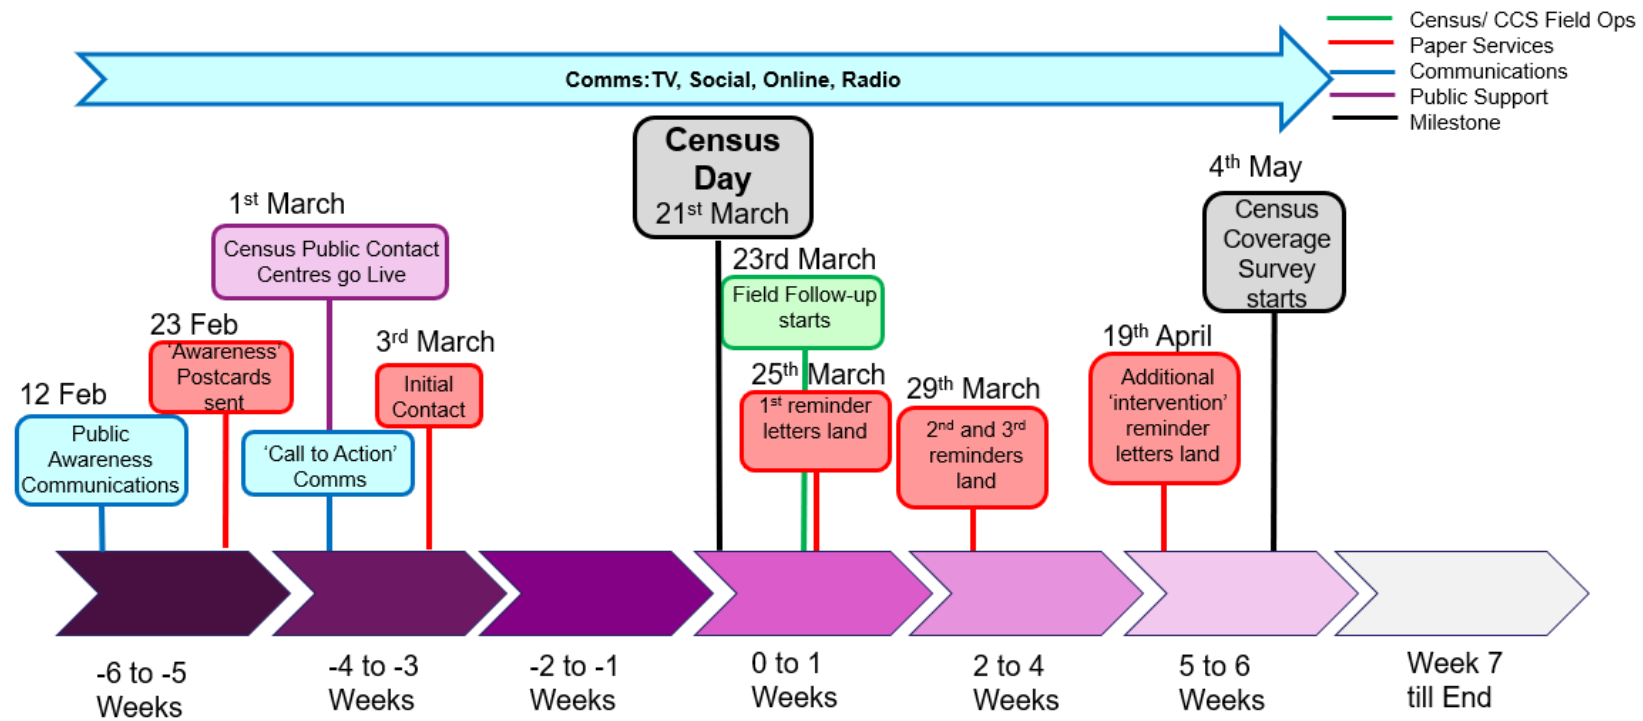 Census/ CCS Field Ops
Paper Services
Communications
Public Support
Milestone
Comms:TV, Social, Online, Radio
Census
Day
21st March
4th May
Census
Coverage
Survey
starts
1st March
Census Public Contact
Centres go Live
23rd March
Field Follow-up
starts
23 Feb
'Awareness'
Postcards
sent
3rd March
Initial
Contact
19th April
Additional
'intervention'
reminder
letters land
25th March
1st reminder
letters land
29th March
2nd and 3rd
reminders
land
12 Feb
Public
Awareness
Communications
'Call to Action'
Comms
-6 to -5
Weeks
-4 to -3
Weeks
-2 to -1
Weeks
0 to 1
Weeks
2 to 4
Weeks
5 to 6
Weeks
Week 7
till End